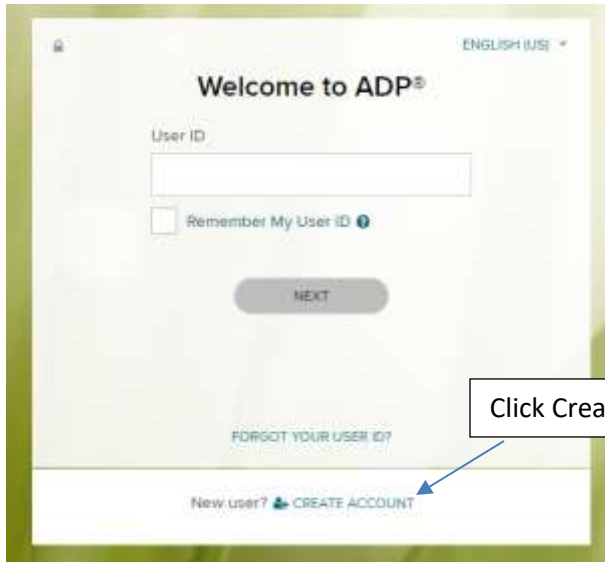 ENGLISH (US)
Welcome to ADP®
User ID
Remember My User ID ?
NEXT
Click Crea
FORGOT YOUR USER ID?
New user? CREATE ACCOUNT